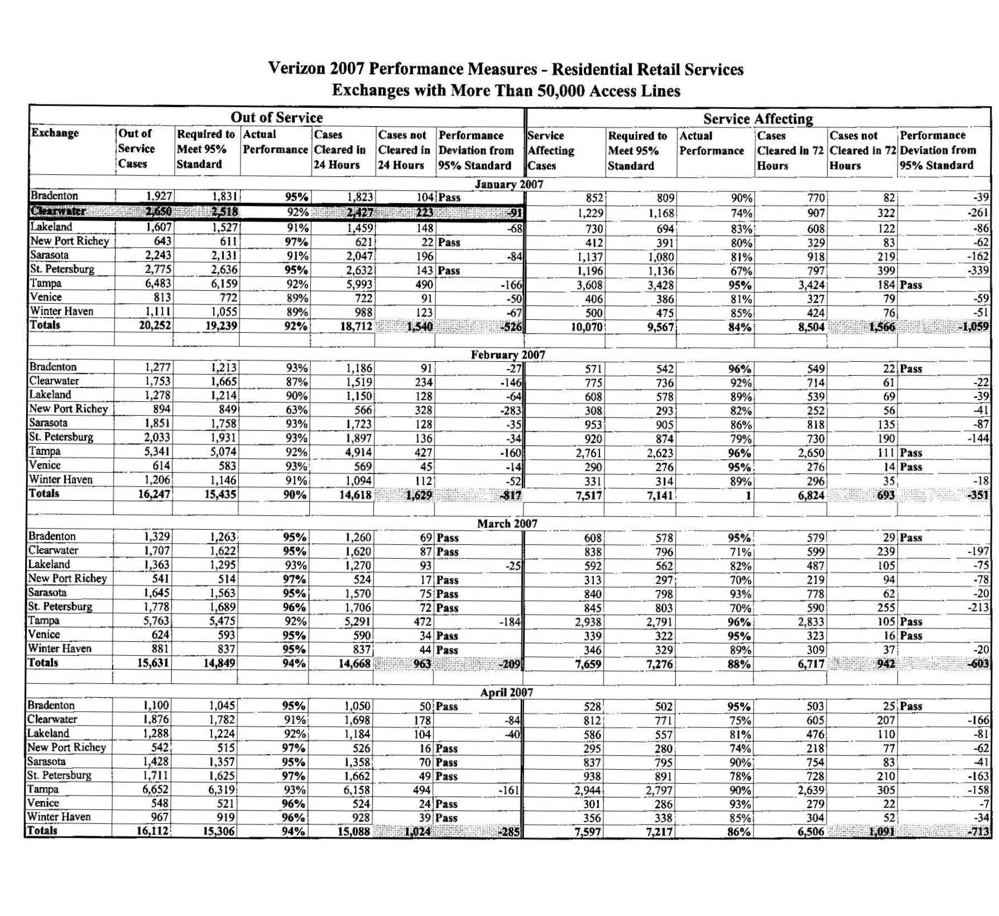 Verizon 2007 Performance Measures - Residential Retail Services
Exchanges with More Than 50,000 Access Lines
Out of Service Service Affecting
Exchange Out of Service Cases Required to Meet 95% Standard Actual Performance Cases Cleared in 24 Hours Cases not Cleared in 24 Hours Performance Deviation from 95% Standard Service Affecting Cases Required to Meet 95% Standard Actual Performance Cases Cleared in 72 Hours Cases not Cleared in 72 Hours Performance Deviation from 95% Standard
January 2007
Bradenton 1,927 1,831 95% 1,823 104 Pass 852 809 90% 770 82 -39
Clearwater 2,650 2,518 92% 2,427 223 -91 1,229 1,168 74% 907 322 -261
Lakeland 1,607 1,527 91% 1,459 148 -68 730 694 83% 608 122 -86
New Port Richey 643 611 97% 621 22 Pass 412 391 80% 329 83 -62
Sarasota 2,243 2,131 91% 2,047 196 -84 1,137 1,080 81% 918 219 -162
St. Petersburg 2,775 2,636 95% 2,632 143 Pass 1,196 1,136 67% 797 399 -339
Tampa 6,483 6,159 92% 5,993 490 -166 3,608 3,428 95% 3,424 184 Pass
Venice 813 772 89% 722 91 -50 406 386 81% 327 79 -59
Winter Haven 1,111 1,055 89% 988 123 -67 500 475 85% 424 76 -51
Totals 20,252 19,239 92% 18,712 1,540 -526 10,070 9,567 84% 8,504 1,566 -1,059
February 2007
Bradenton 1,277 1,213 93% 1,186 91 -27 571 542 96% 549 22 Pass
Clearwater 1,753 1,665 87% 1,519 234 -146 775 736 92% 714 61 -22
Lakeland 1,278 1,214 90% 1,150 128 -64 608 578 89% 539 69 -39
New Port Richey 894 849 63% 566 328 -283 308 293 82% 252 56 -41
Sarasota 1,851 1,758 93% 1,723 128 -35 953 905 86% 818 135 -87
St. Petersburg 2,033 1,931 93% 1,897 136 -34 920 874 79% 730 190 -144
Tampa 5,341 5,074 92% 4,914 427 -160 2,761 2,623 96% 2,650 111 Pass
Venice 614 583 93% 569 45 -14 290 276 95% 276 14 Pass
Winter Haven 1,206 1,146 91% 1,094 112 -52 331 314 89% 296 35 -18
Totals 16,247 15,435 90% 14,618 1,629 -817 7,517 7,141 1 6,824 693 -351
March 2007
Bradenton 1,329 1,263 95% 1,260 69 Pass 608 578 95% 579 29 Pass
Clearwater 1,707 1,622 95% 1,620 87 Pass 838 796 71% 599 239 -197
Lakeland 1,363 1,295 93% 1,270 93 -25 592 562 82% 487 105 -75
New Port Richey 541 514 97% 524 17 Pass 313 297 70% 219 94 -78
Sarasota 1,645 1,563 95% 1,570 75 Pass 840 798 93% 778 62 -20
St. Petersburg 1,778 1,689 96% 1,706 72 Pass 845 803 70% 590 255 -213
Tampa 5,763 5,475 92% 5,291 472 -184 2,938 2,791 96% 2,833 105 Pass
Venice 624 593 95% 590 34 Pass 339 322 95% 323 16 Pass
Winter Haven 881 837 95% 837 44 Pass 346 329 89% 309 37 -20
Totals 15,631 14,849 94% 14,668 963 -209 7,659 7,276 88% 6,717 942 -603
April 2007
Bradenton 1,100 1,045 95% 1,050 50 Pass 528 502 95% 503 25 Pass
Clearwater 1,876 1,782 91% 1,698 178 -84 812 771 75% 605 207 -166
Lakeland 1,288 1,224 92% 1,184 104 -40 586 557 81% 476 110 -81
New Port Richey 542 515 97% 526 16 Pass 295 280 74% 218 77 -62
Sarasota 1,428 1,357 95% 1,358 70 Pass 837 795 90% 754 83 -41
St. Petersburg 1,711 1,625 97% 1,662 49 Pass 938 891 78% 728 210 -163
Tampa 6,652 6,319 93% 6,158 494 -161 2,944 2,797 90% 2,639 305 -158
Venice 548 521 96% 524 24 Pass 301 286 93% 279 22 -7
Winter Haven 967 919 96% 928 39 Pass 356 338 85% 304 52 -34
Totals 16,112 15,306 94% 15,088 1,024 -285 7,597 7,217 86% 6,506 1,091 -713